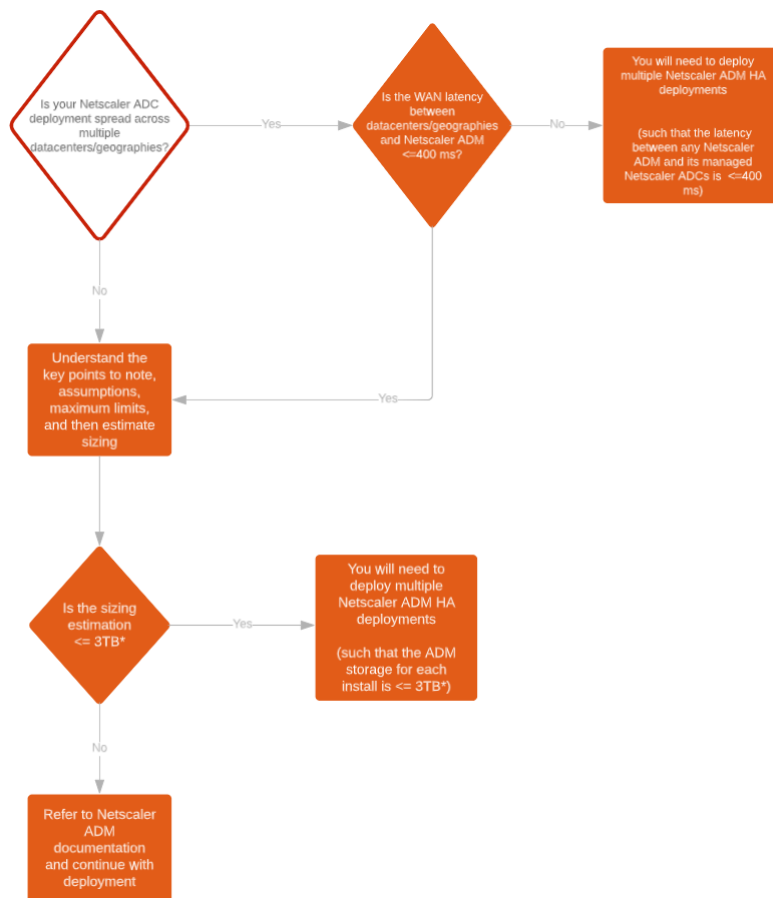 Is your Netscaler ADC
deployment spread across
multiple
datacenters/geographies?
Yes
Is the WAN latency
between
datacenters/geographies
and Netscaler ADM
<=400 ms?
No
You will need to deploy
multiple Netscaler ADM HA
deployments
(such that the latency
between any Netscaler
ADM and its managed
Netscaler ADCs is <=400
ms)
No
Yes
Understand the
key points to note,
assumptions,
maximum limits,
and then estimate
sizing
Is the sizing
estimation
<= 3TB*
Yes
You will need to
deploy multiple
Netscaler ADM HA
deployments
(such that the ADM
storage for each
install is <= 3TB*)
No
Refer to Netscaler
ADM
documentation
and continue with
deployment